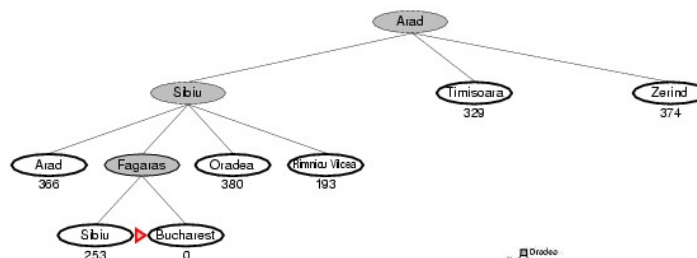 Arad
Sibiu
Timisoara
Zerind
329
374
Arad
Fagaras
Oradea
Rimnicu Vilcea
366
380
193
Sibiu
Bucharest
253
0
Oradea